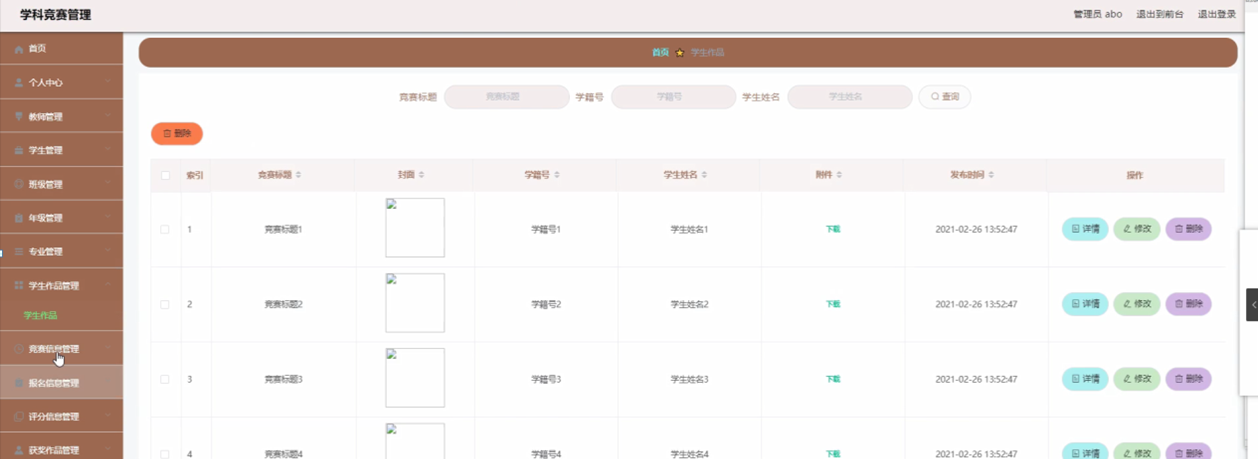 学科竞赛管理
管理员 abo 退出到前台 退出登录
首页
个人中心
教师管理
学生管理
班级管理
年级管理
专业管理
学生作品管理
学生作品
竞赛信息管理
报名信息管理
评分信息管理
获奖作品管理
首页 学生作品
竞赛标题 竞赛标题 学籍号 学籍号 学生姓名 学生姓名 查询
删除
索引 竞赛标题 封面 学籍号 学生姓名 附件 发布时间 操作
1 竞赛标题1 学籍号1 学生姓名1 下载 2021-02-26 13:52:47 详情 修改 删除
2 竞赛标题2 学籍号2 学生姓名2 下载 2021-02-26 13:52:47 详情 修改 删除
3 竞赛标题3 学籍号3 学生姓名3 下载 2021-02-26 13:52:47 详情 修改 删除
4 竞赛标题4 学籍号4 学生姓名4 下载 2021-02-26 13:52:47 详情 修改 删除